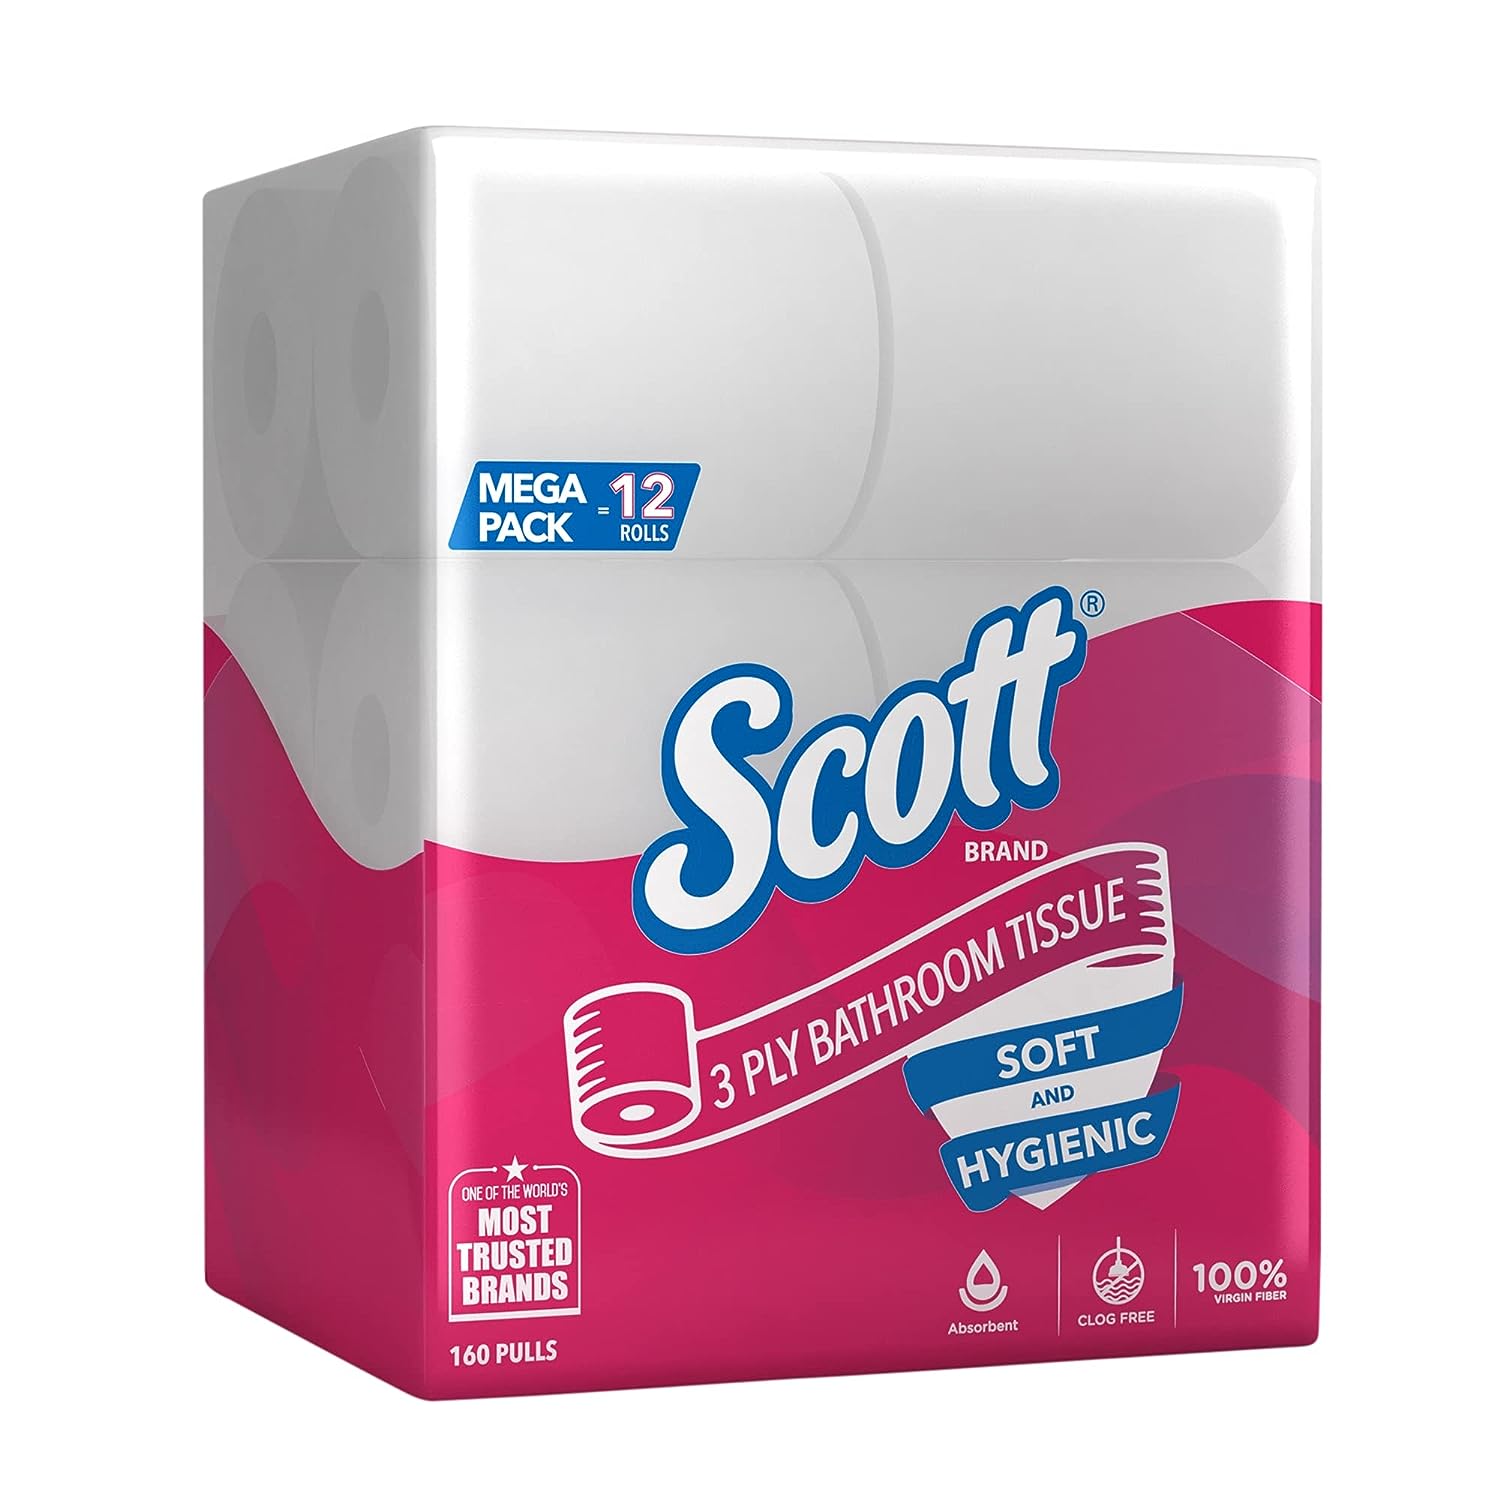 MEGA PACK = 12 ROLLS
Scott®
BRAND
3 PLY BATHROOM TISSUE
SOFT
AND
HYGIENIC
ONE OF THE WORLD'S
MOST
TRUSTED
BRANDS
160 PULLS
Absorbent
CLOG FREE
100%
VIRGIN FIBER